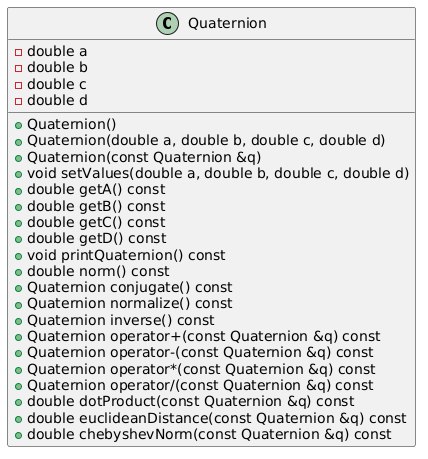 C Quaternion
double a
double b
double c
double d
Quaternion()
Quaternion(double a, double b, double c, double d)
Quaternion(const Quaternion &q)
void setValues(double a, double b, double c, double d)
double getA() const
double getB() const
double getC() const
double getD() const
void printQuaternion() const
double norm() const
Quaternion conjugate() const
Quaternion normalize() const
Quaternion inverse() const
Quaternion operator+(const Quaternion &q) const
Quaternion operator-(const Quaternion &q) const
Quaternion operator*(const Quaternion &q) const
Quaternion operator/(const Quaternion &q) const
double dotProduct(const Quaternion &q) const
double euclideanDistance(const Quaternion &q) const
double chebyshevNorm(const Quaternion &q) const